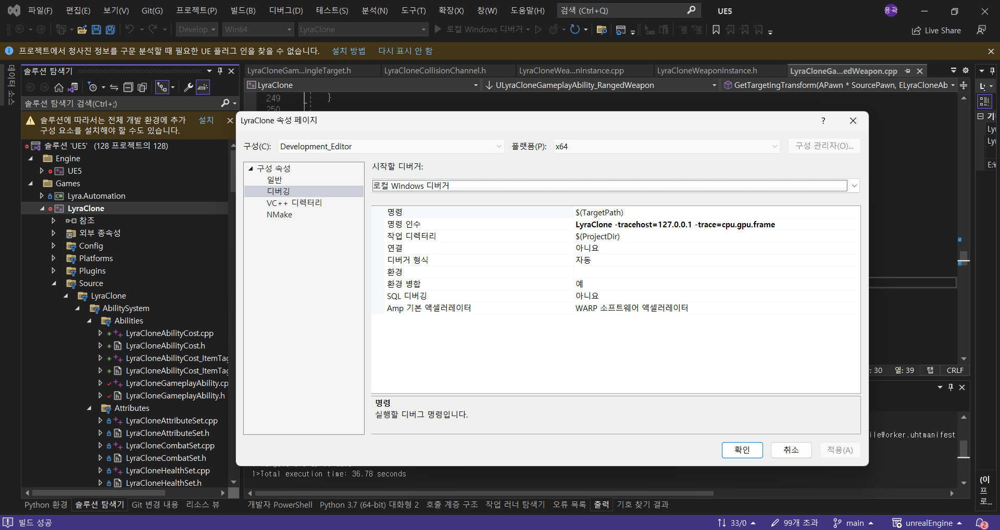 파일(F) 편집(E) 보기(V) Git(G) 프로젝트(P) 빌드(B) 디버그(D) 테스트(S) 분석(N) 도구(T) 확장(X) 창(W) 도움말(H) 검색 (Ctrl+Q) UE5 용곽
Develop Win64 LyraClone 로컬 Windows 디버거 Live Share
프로젝트에서 청사진 정보를 구문 분석할 때 필요한 UE 플러그 인을 찾을 수 없습니다. 설치 방법 다시 표시 안 함
데이터 소스
솔루션 탐색기
솔루션 탐색기 검색(Ctrl+;)
솔루션에 따라서는 전체 개발 환경에 추가 설치
구성 요소를 설치해야 할 수도 있습니다.
솔루션 'UE5' (128 프로젝트의 128)
Engine
UE5
Games
Lyra.Automation
LyraClone
참조
외부 종속성
Config
Platforms
Plugins
Source
LyraClone
AbilitySystem
Abilities
LyraCloneAbilityCost.cpp
LyraCloneAbilityCost.h
LyraCloneAbilityCost_ItemTag
LyraCloneAbilityCost_ItemTag
LyraCloneGameplayAbility.cp
LyraCloneGameplayAbility.h
Attributes
LyraCloneAttributeSet.cpp
LyraCloneAttributeSet.h
LyraCloneCombatSet.cpp
LyraCloneCombatSet.h
LyraCloneHealthSet.cpp
LyraCloneHealthSet.h
Python 환경 솔루션 탐색기 Git 변경 내용 리소스 뷰
LyraCloneGam...ingleTarget.h LyraCloneCollisionChannel.h LyraCloneWea...nInstance.cpp LyraCloneWeaponInstance.h LyraCloneGa...edWeapon.cpp
LyraClone ULyraCloneGameplayAbility_RangedWeapon GetTargetingTransform(APawn * SourcePawn, ELyraCloneAb
249 }
250
LyraClone 속성 페이지 ?
구성(C): Development_Editor 플랫폼(P): x64 구성 관리자(O)...
구성 속성
일반
디버깅
VC++ 디렉터리
NMake
시작할 디버거:
로컬 Windows 디버거
명령 $(TargetPath)
명령 인수 LyraClone -tracehost=127.0.0.1 -trace=cpu.gpu.frame
작업 디렉터리 $(ProjectDir)
연결 아니요
디버거 형식 자동
환경
환경 병합 예
SQL 디버깅 아니요
Amp 기본 액셀러레이터 WARP 소프트웨어 액셀러레이터
명령
실행할 디버그 명령입니다.
확인 취소 적용(A)
: 30 열: 39 탭 CRLF
ileWorker.uhtmanifest
1>Total execution time: 36.78 seconds
개발자 PowerShell Python 3.7 (64-bit) 대화형 2 호출 계층 구조 작업 러너 탐색기 오류 목록 출력 기호 찾기 결과
Ly
Ly
(이
프
로...
빌드 성공 33/0 99개 초과 main unrealEngine 2